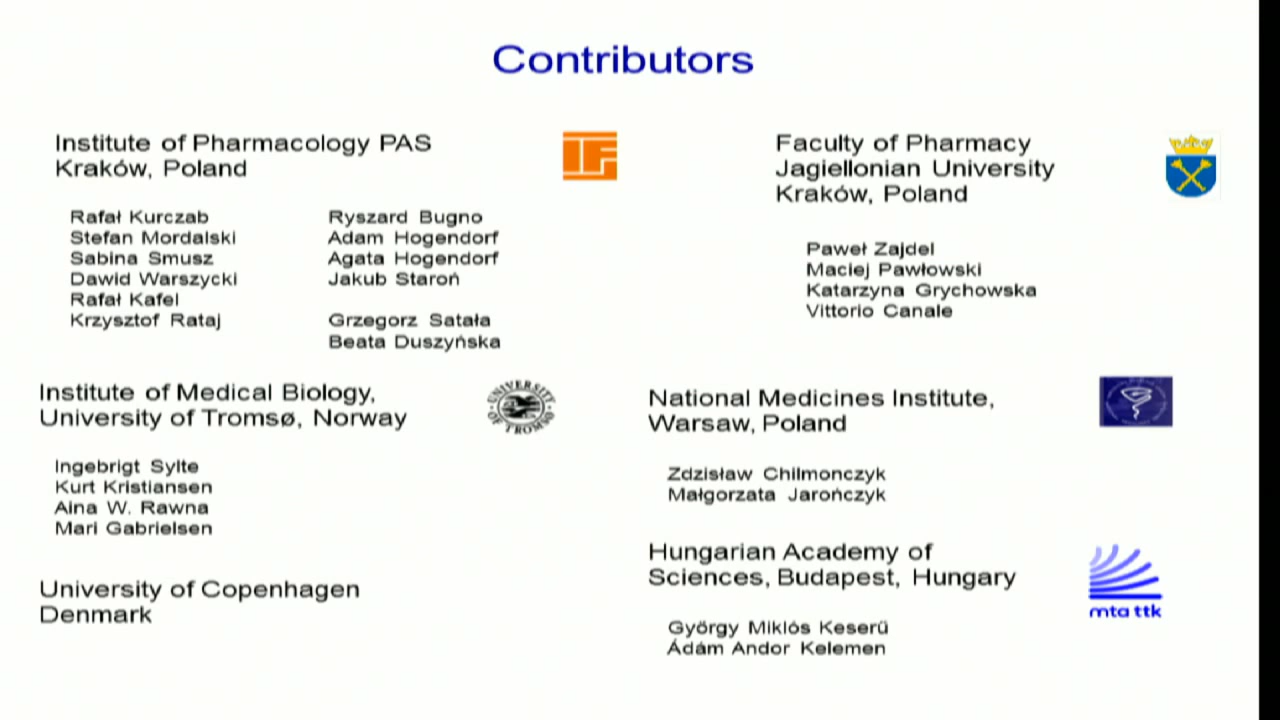 Contributors
Institute of Pharmacology PAS
Kraków, Poland
IF
Rafał Kurczab
Stefan Mordalski
Sabina Smusz
Dawid Warszycki
Rafał Kafel
Krzysztof Rataj
Ryszard Bugno
Adam Hogendorf
Agata Hogendorf
Jakub Staroń
Grzegorz Satała
Beata Duszyńska
Faculty of Pharmacy
Jagiellonian University
Kraków, Poland
Paweł Zajdel
Maciej Pawłowski
Katarzyna Grychowska
Vittorio Canale
Institute of Medical Biology,
University of Tromsø, Norway
UNIVERSITY
OF TROMSØ
Ingebrigt Sylte
Kurt Kristiansen
Aina W. Rawna
Mari Gabrielsen
National Medicines Institute,
Warsaw, Poland
Zdzisław Chilmonczyk
Małgorzata Jarończyk
University of Copenhagen
Denmark
Hungarian Academy of
Sciences, Budapest, Hungary
mta ttk
György Miklós Keserű
Ádám Andor Kelemen